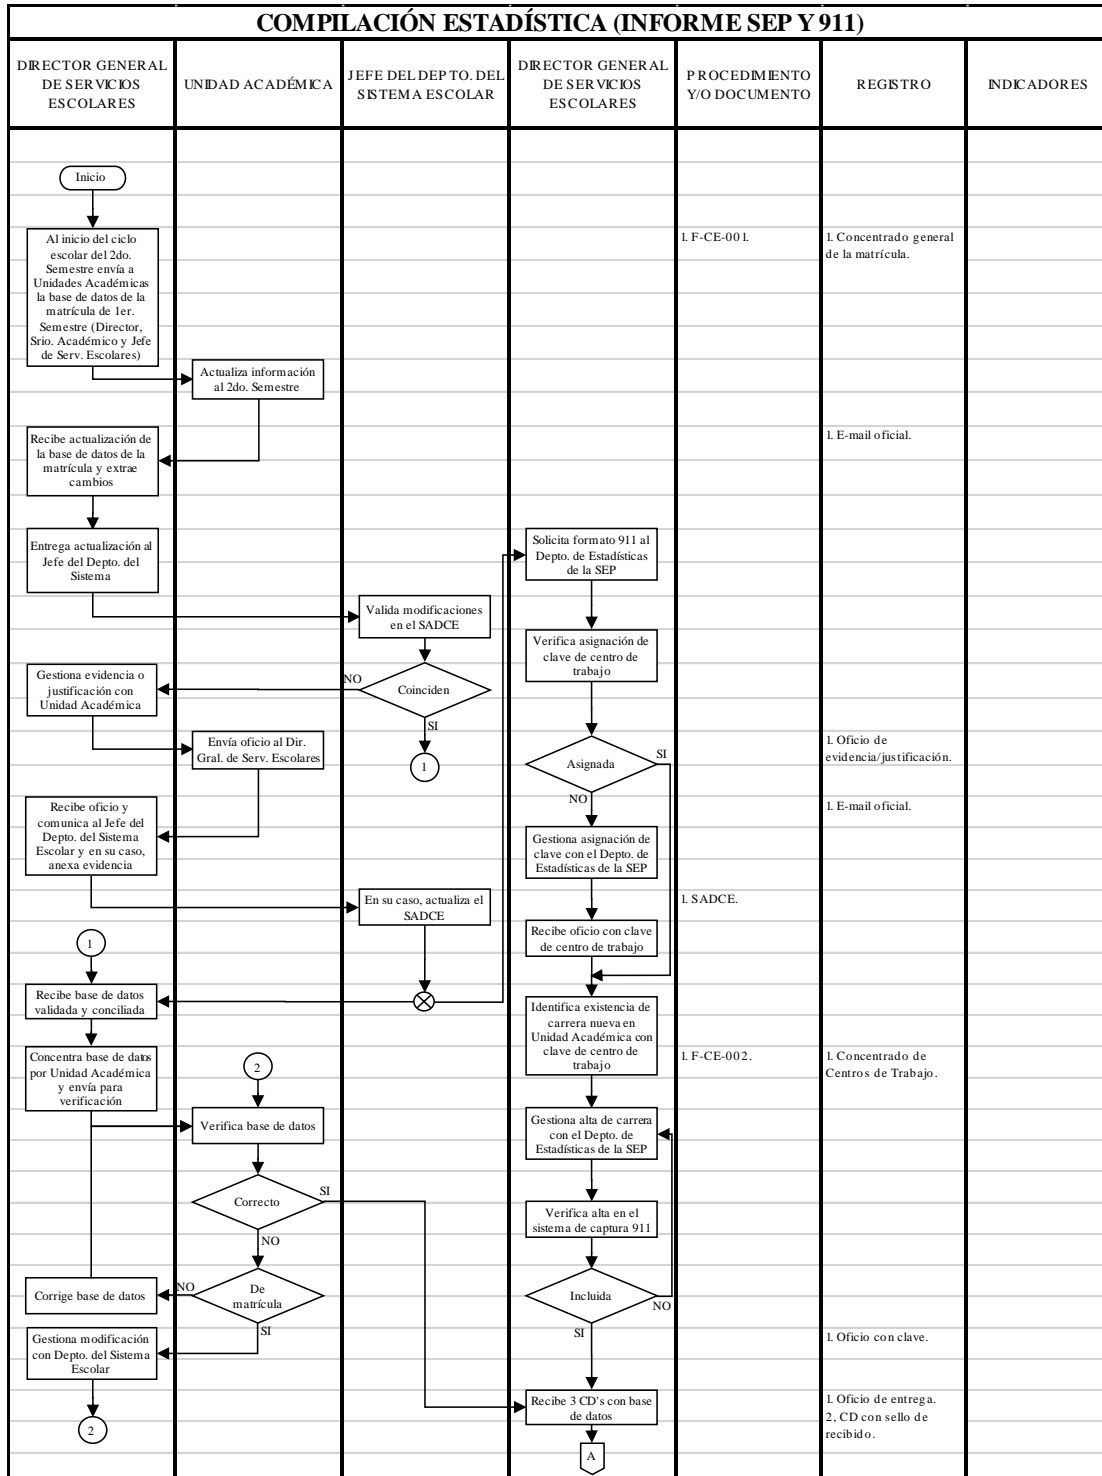 COMPILACIÓN ESTADÍSTICA (INFORME SEP Y 911)
DIRECTOR GENERAL
DE SERVICIOS
ESCOLARES
UNIDAD ACADÉMICA
JEFE DEL DEPTO. DEL
SISTEMA ESCOLAR
DIRECTOR GENERAL
DE SERVICIOS
ESCOLARES
PROCEDIMIENTO
Y/O DOCUMENTO
REGISTRO
INDICADORES
Inicio
Al inicio del ciclo
escolar del 2do.
Semestre envía a
Unidades Académicas
la base de datos de la
matrícula de 1er.
Semestre (Director,
Srio. Académico y Jefe
de Serv. Escolares)
1. F-CE-001.
1. Concentrado general
de la matrícula.
Actualiza información
al 2do. Semestre
Recibe actualización de
la base de datos de la
matrícula y extrae
cambios
1. E-mail oficial.
Entrega actualización al
Jefe del Depto. del
Sistema
Solicita formato 911 al
Depto. de Estadísticas
de la SEP
Valida modificaciones
en el SADCE
Verifica asignación de
clave de centro de
trabajo
Gestiona evidencia o
justificación con
Unidad Académica
NO
Coinciden
SI
1
Envía oficio al Dir.
Gral. de Serv. Escolares
Asignada
SI
NO
1. Oficio de
evidencia/justificación.
Recibe oficio y
comunica al Jefe del
Depto. del Sistema
Escolar y en su caso,
anexa evidencia
1. E-mail oficial.
Gestiona asignación de
clave con el Depto. de
Estadísticas de la SEP
En su caso, actualiza el
SADCE
1. SADCE.
Recibe oficio con clave
de centro de trabajo
1
Recibe base de datos
validada y conciliada
Identifica existencia de
carrera nueva en
Unidad Académica con
clave de centro de
trabajo
Concentra base de datos
por Unidad Académica
y envía para
verificación
2
1. F-CE-002.
1. Concentrado de
Centros de Trabajo.
Verifica base de datos
Gestiona alta de carrera
con el Depto. de
Estadísticas de la SEP
Correcto
SI
NO
Verifica alta en el
sistema de captura 911
Corrige base de datos
NO
De
matrícula
SI
Incluida
NO
SI
Gestiona modificación
con Depto. del Sistema
Escolar
1. Oficio con clave.
2
Recibe 3 CD's con base
de datos
1. Oficio de entrega.
2, CD con sello de
recibido.
A